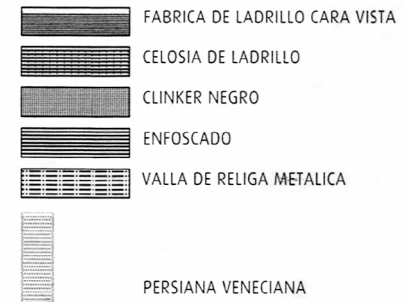 FABRICA DE LADRILLO CARA VISTA
CELOSIA DE LADRILLO
CLINKER NEGRO
ENFOSCADO
VALLA DE RELIGA METALICA
PERSIANA VENECIANA